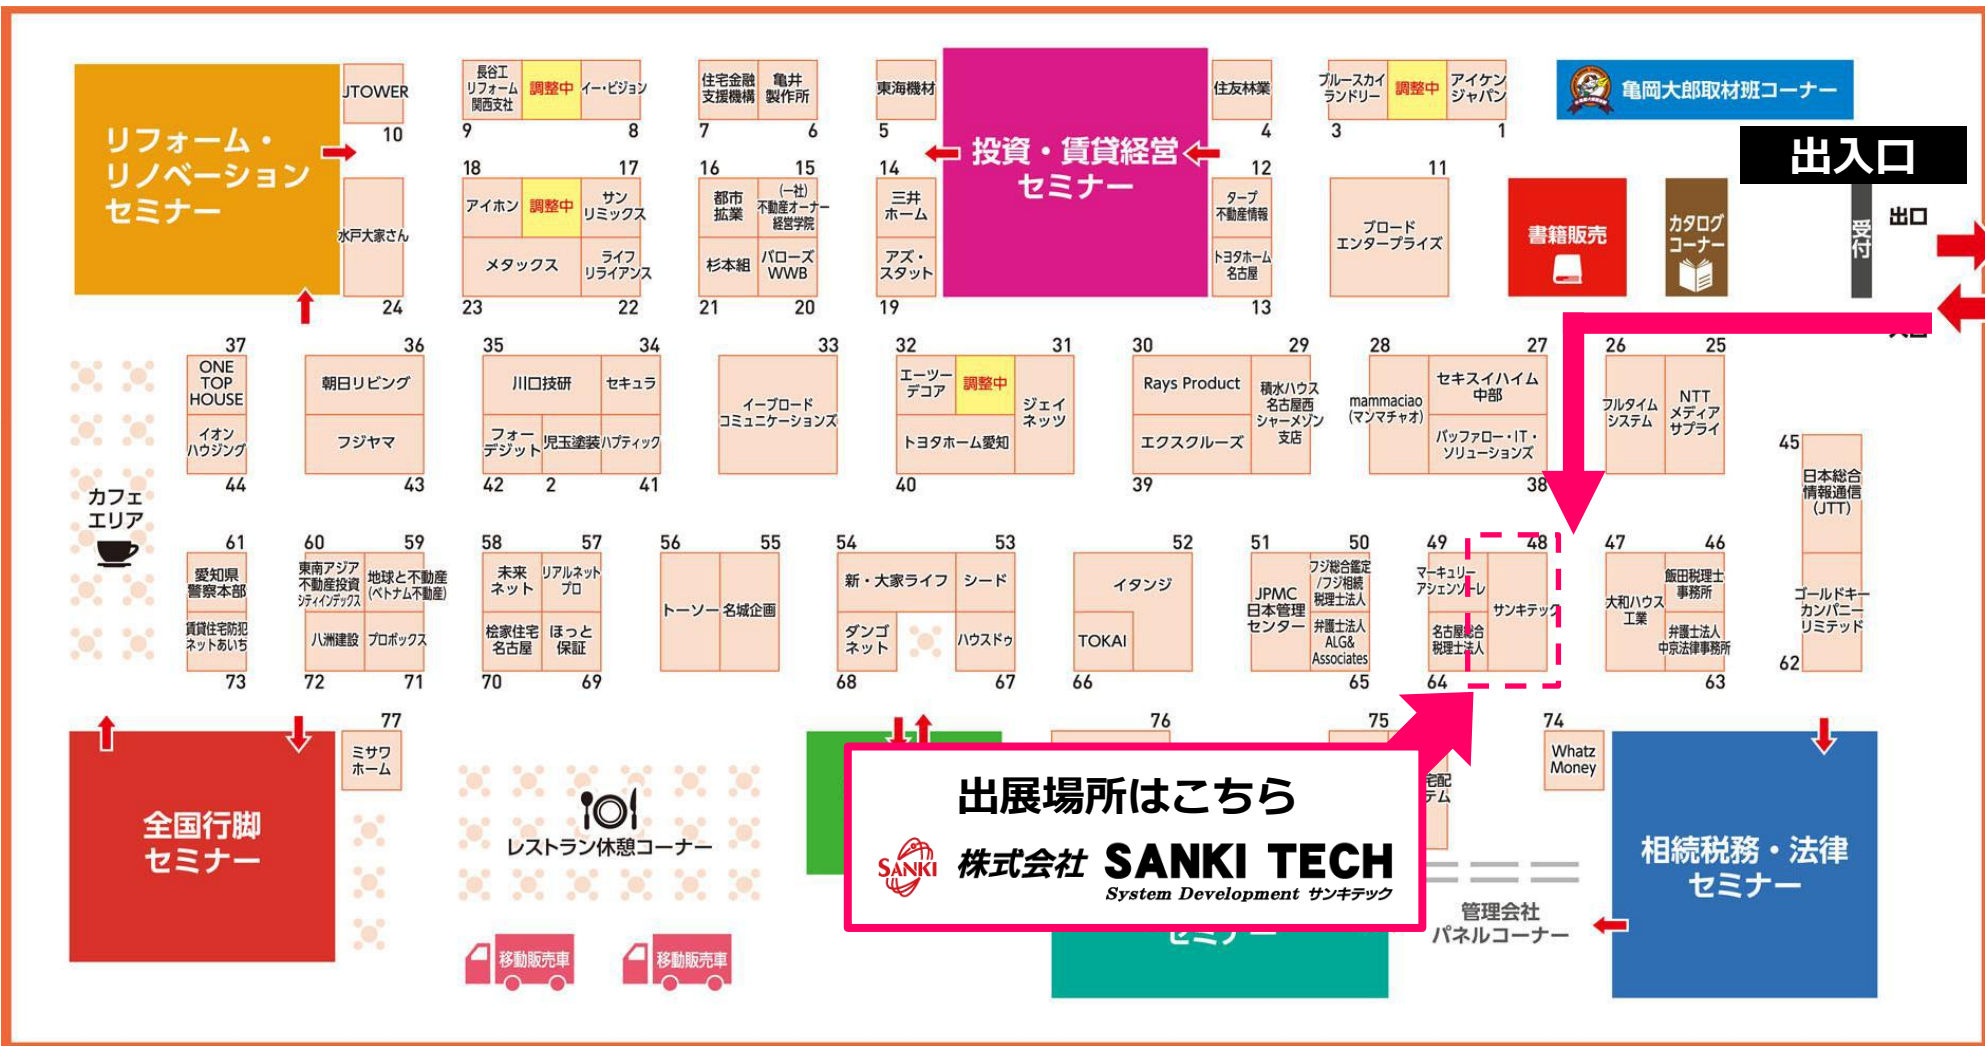 リフォーム・
リノベーション
セミナー
JTOWER
10
長谷工
リフォーム
関西支社
調整中
イー・ビジョン
9
8
住宅金融
支援機構
亀井
製作所
7
6
東海機材
5
投資・賃貸経営
セミナー
住友林業
4
ブルースカイ
ランドリー
調整中
アイケン
ジャパン
3
1
亀岡大郎取材班コーナー
出入口
水戸大家さん
24
18
17
アイホン
調整中
サン
リミックス
メタックス
ライフ
リライアンス
23
22
16
15
都市
拡業
(一社)
不動産オーナー
経営学院
杉本組
バローズ
WWB
21
20
14
三井
ホーム
アズ・
スタット
19
12
タープ
不動産情報
トヨタホーム
名古屋
13
11
ブロード
エンタープライズ
書籍販売
カタログ
コーナー
受付
出口
37
ONE
TOP
HOUSE
イオン
ハウジング
44
36
朝日リビング
フジヤマ
43
35
34
川口技研
セキュラ
フォー
デジット
児玉塗装
ハプティック
42
2
41
33
イーブロード
コミュニケーションズ
32
31
エーツー
デコア
調整中
ジェイ
ネッツ
トヨタホーム愛知
40
30
29
Rays Product
積水ハウス
名古屋西
シャーメゾン
支店
エクスクルーズ
39
28
27
mammaciao
(マンマチャオ)
セキスイハイム
中部
バッファロー・IT・
ソリューションズ
38
26
25
フルタイム
システム
NTT
メディア
サプライ
45
日本総合
情報通信
(JTT)
ゴールドキー
カンパニー
リミテッド
62
カフェ
エリア
61
愛知県
警察本部
賃貸住宅防犯
ネットあいち
73
60
59
東南アジア
不動産投資
シティインデックス
地球と不動産
(ベトナム不動産)
八洲建設
プロボックス
72
71
58
57
未来
ネット
リアルネット
プロ
桧家住宅
名古屋
ほっと
保証
70
69
56
55
トーソー
名城企画
54
53
新・大家ライフ
シード
ダンゴ
ネット
ハウスドゥ
68
67
52
イタンジ
TOKAI
66
51
50
JPMC
日本管理
センター
フジ総合鑑定
/フジ相続
税理士法人
弁護士法人
ALG&
Associates
65
49
48
マーキュリー
アシェンソーレ
サンキテック
名古屋総合
税理士法人
64
47
46
大和ハウス
工業
飯田税理士
事務所
弁護士法人
中京法律事務所
63
全国行脚
セミナー
77
ミサワ
ホーム
レストラン休憩コーナー
移動販売車
移動販売車
76
75
74
Whatz
Money
宅配
テム
出展場所はこちら
SANKI
株式会社 SANKI TECH
System Development サンキテック
セミナー
管理会社
パネルコーナー
相続税務・法律
セミナー